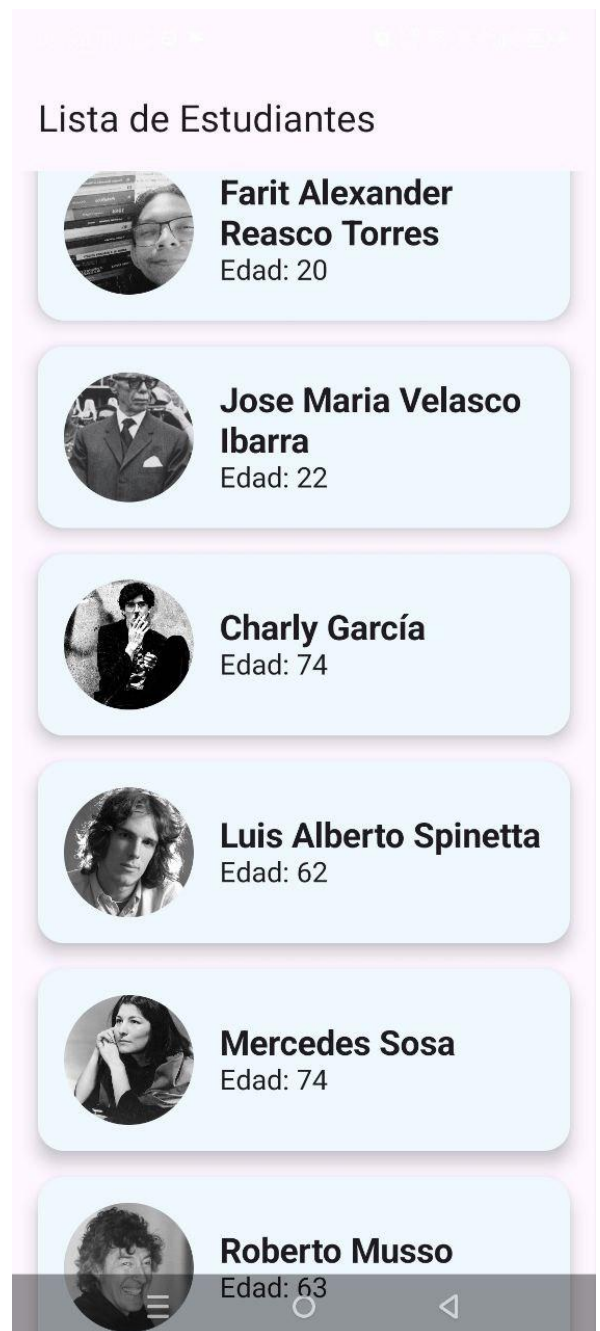 Lista de Estudiantes
Farit Alexander
Reasco Torres
Edad: 20
Jose Maria Velasco
Ibarra
Edad: 22
Charly García
Edad: 74
Luis Alberto Spinetta
Edad: 62
Mercedes Sosa
Edad: 74
Roberto Musso
Edad: 63